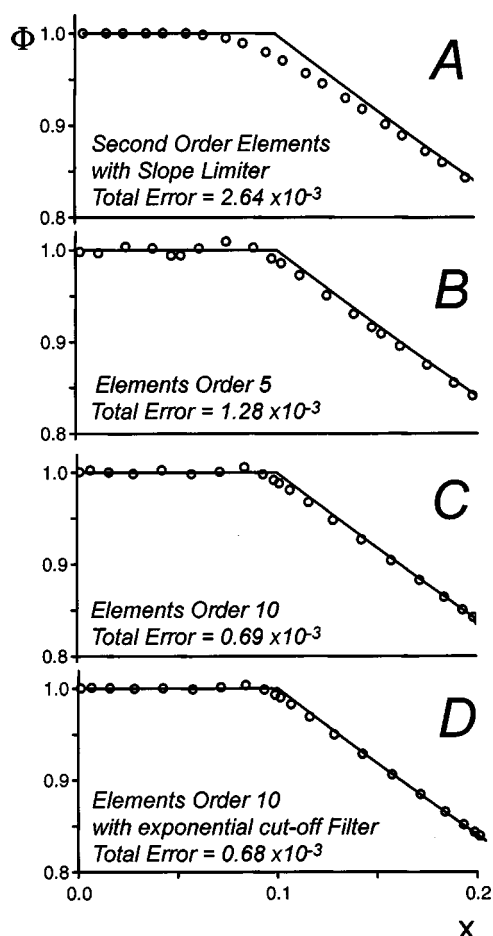 Φ
1.0
A
0.9
Second Order Elements
with Slope Limiter
Total Error = 2.64 x10-3
0.8
1.0
B
0.9
Elements Order 5
Total Error = 1.28 x10-3
0.8
1.0
C
0.9
Elements Order 10
Total Error = 0.69 x10-3
0.8
1.0
D
0.9
Elements Order 10
with exponential cut-off Filter
Total Error = 0.68 x10-3
0.8
0.0 0.1 0.2
x